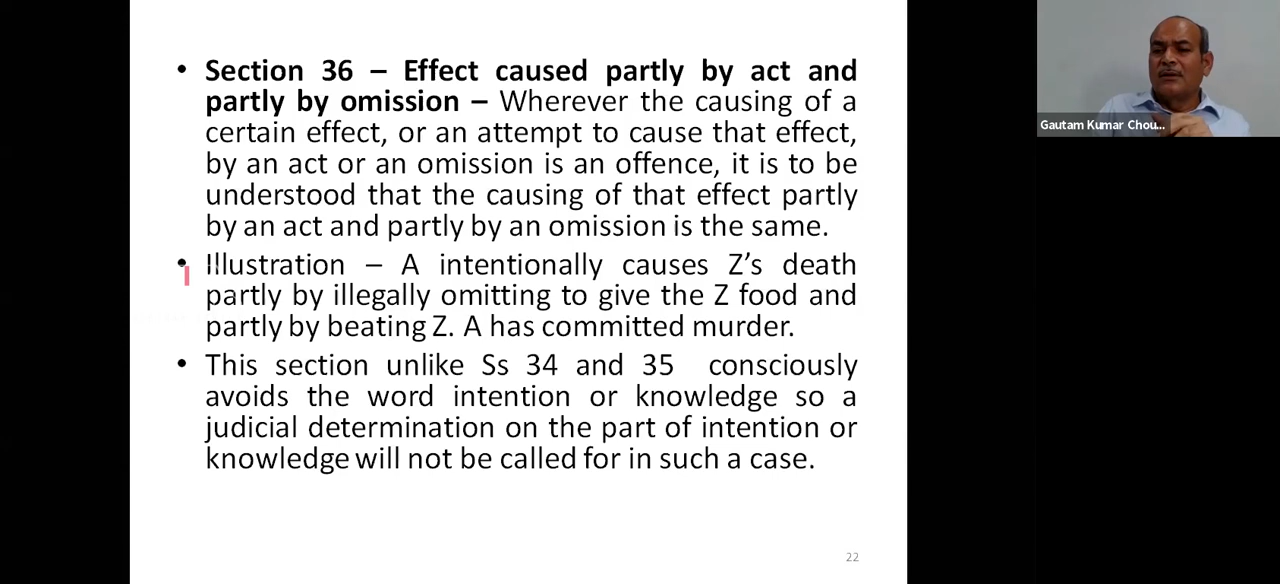 • Section 36 – Effect caused partly by act and
partly by omission – Wherever the causing of a
certain effect, or an attempt to cause that effect,
by an act or an omission is an offence, it is to be
understood that the causing of that effect partly
by an act and partly by an omission is the same.
• Illustration – A intentionally causes Z’s death
partly by illegally omitting to give the Z food and
partly by beating Z. A has committed murder.
• This section unlike Ss 34 and 35 consciously
avoids the word intention or knowledge so a
judicial determination on the part of intention or
knowledge will not be called for in such a case.
22
Gautam Kumar Chou...